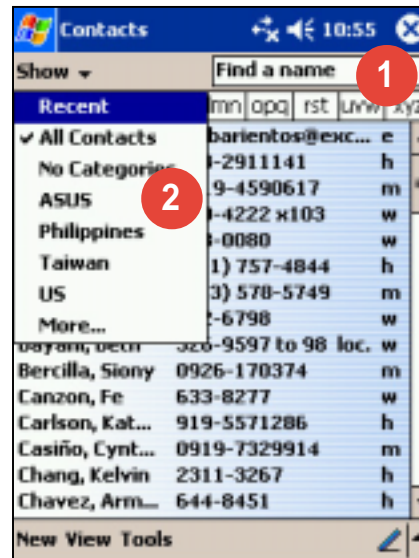 Contacts 10:55
Show Find a name 1
Recent mn opq rst uvw xyz
All Contacts barientos@exc... e
No Categories -2911141 h
ASUS 2 9-4590617 m
Philippines -4222 x103 w
-0080 w
Taiwan 1) 757-4844 h
US 3) 578-5749 m
More... -6798 w
326-9597 to 98 loc. w
Bercilla, Siony 0926-170374 m
Canzon, Fe 633-8277 w
Carlson, Kat... 919-5571286 h
Casiño, Cynt... 0919-7329914 m
Chang, Kelvin 2311-3267 h
Chavez, Arm... 644-8451 h
New View Tools